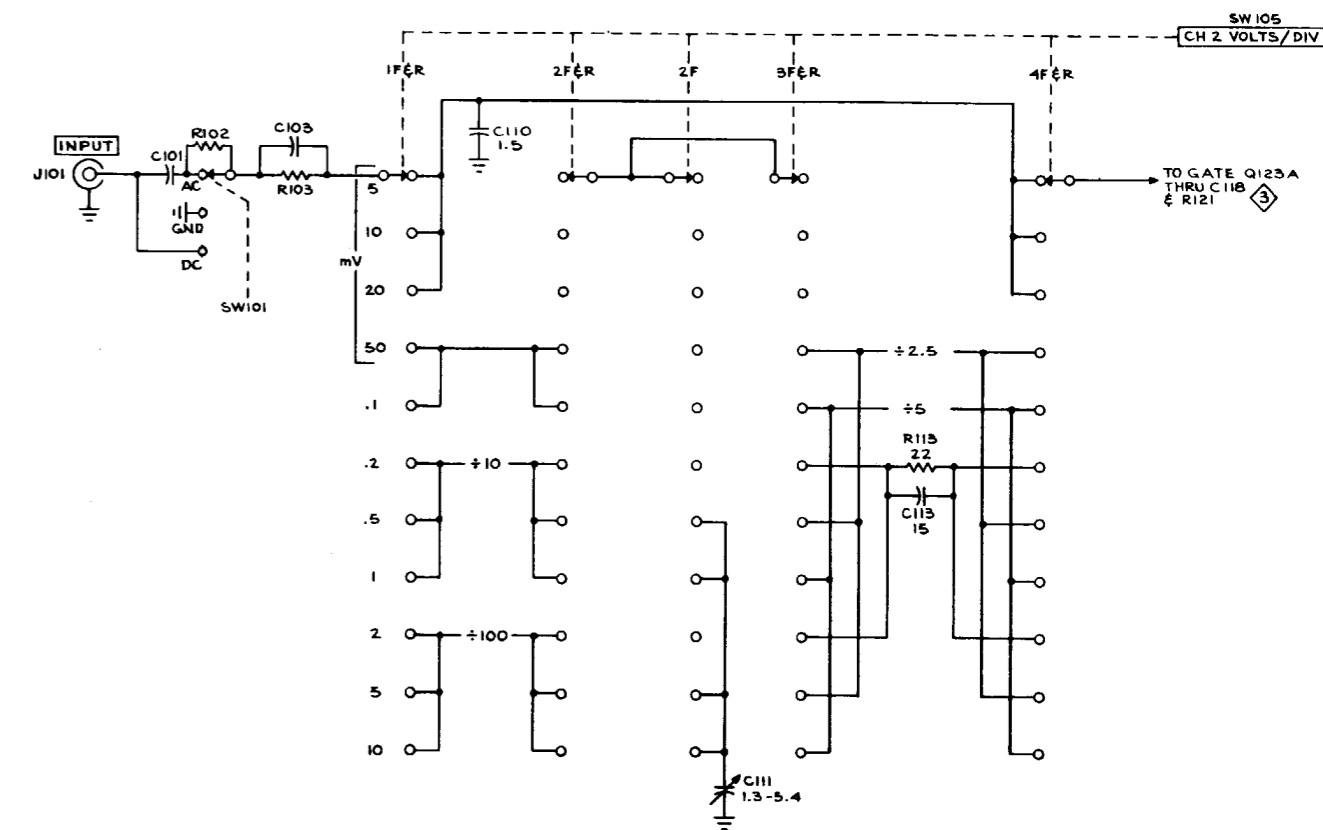 SW105
CH 2 VOLTS/DIV
1F&R
2F&R
2F
3F&R
4F&R
INPUT
J101
C101
R102
C103
R103
AC
GND
DC
SW101
C110
1.5
TO GATE Q123A
THRU C118
& R121
3
mV
5
10
20
50
.1
.2
.5
1
2
5
10
÷10
÷100
÷2.5
÷5
R113
22
C113
15
C111
1.3-5.4